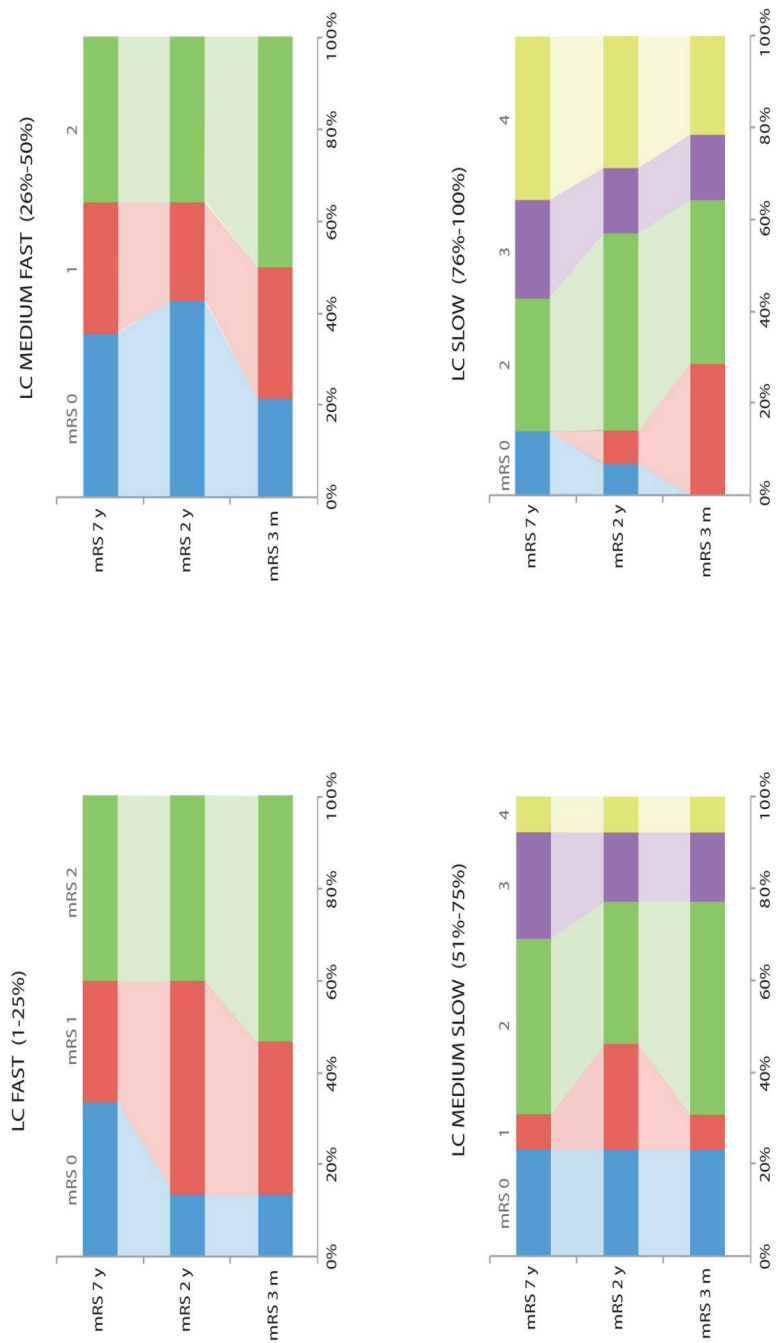 LC FAST (1-25%)
mRS 0
mRS 1
mRS 2
mRS 7 y
mRS 2 y
mRS 3 m
0%
20%
40%
60%
80%
100%
LC MEDIUM FAST (26%-50%)
mRS 0
1
2
mRS 7 y
mRS 2 y
mRS 3 m
0%
20%
40%
60%
80%
100%
LC MEDIUM SLOW (51%-75%)
mRS 0
1
2
3
4
mRS 7 y
mRS 2 y
mRS 3 m
0%
20%
40%
60%
80%
100%
LC SLOW (76%-100%)
mRS 0
2
3
4
mRS 7 y
mRS 2 y
mRS 3 m
0%
20%
40%
60%
80%
100%